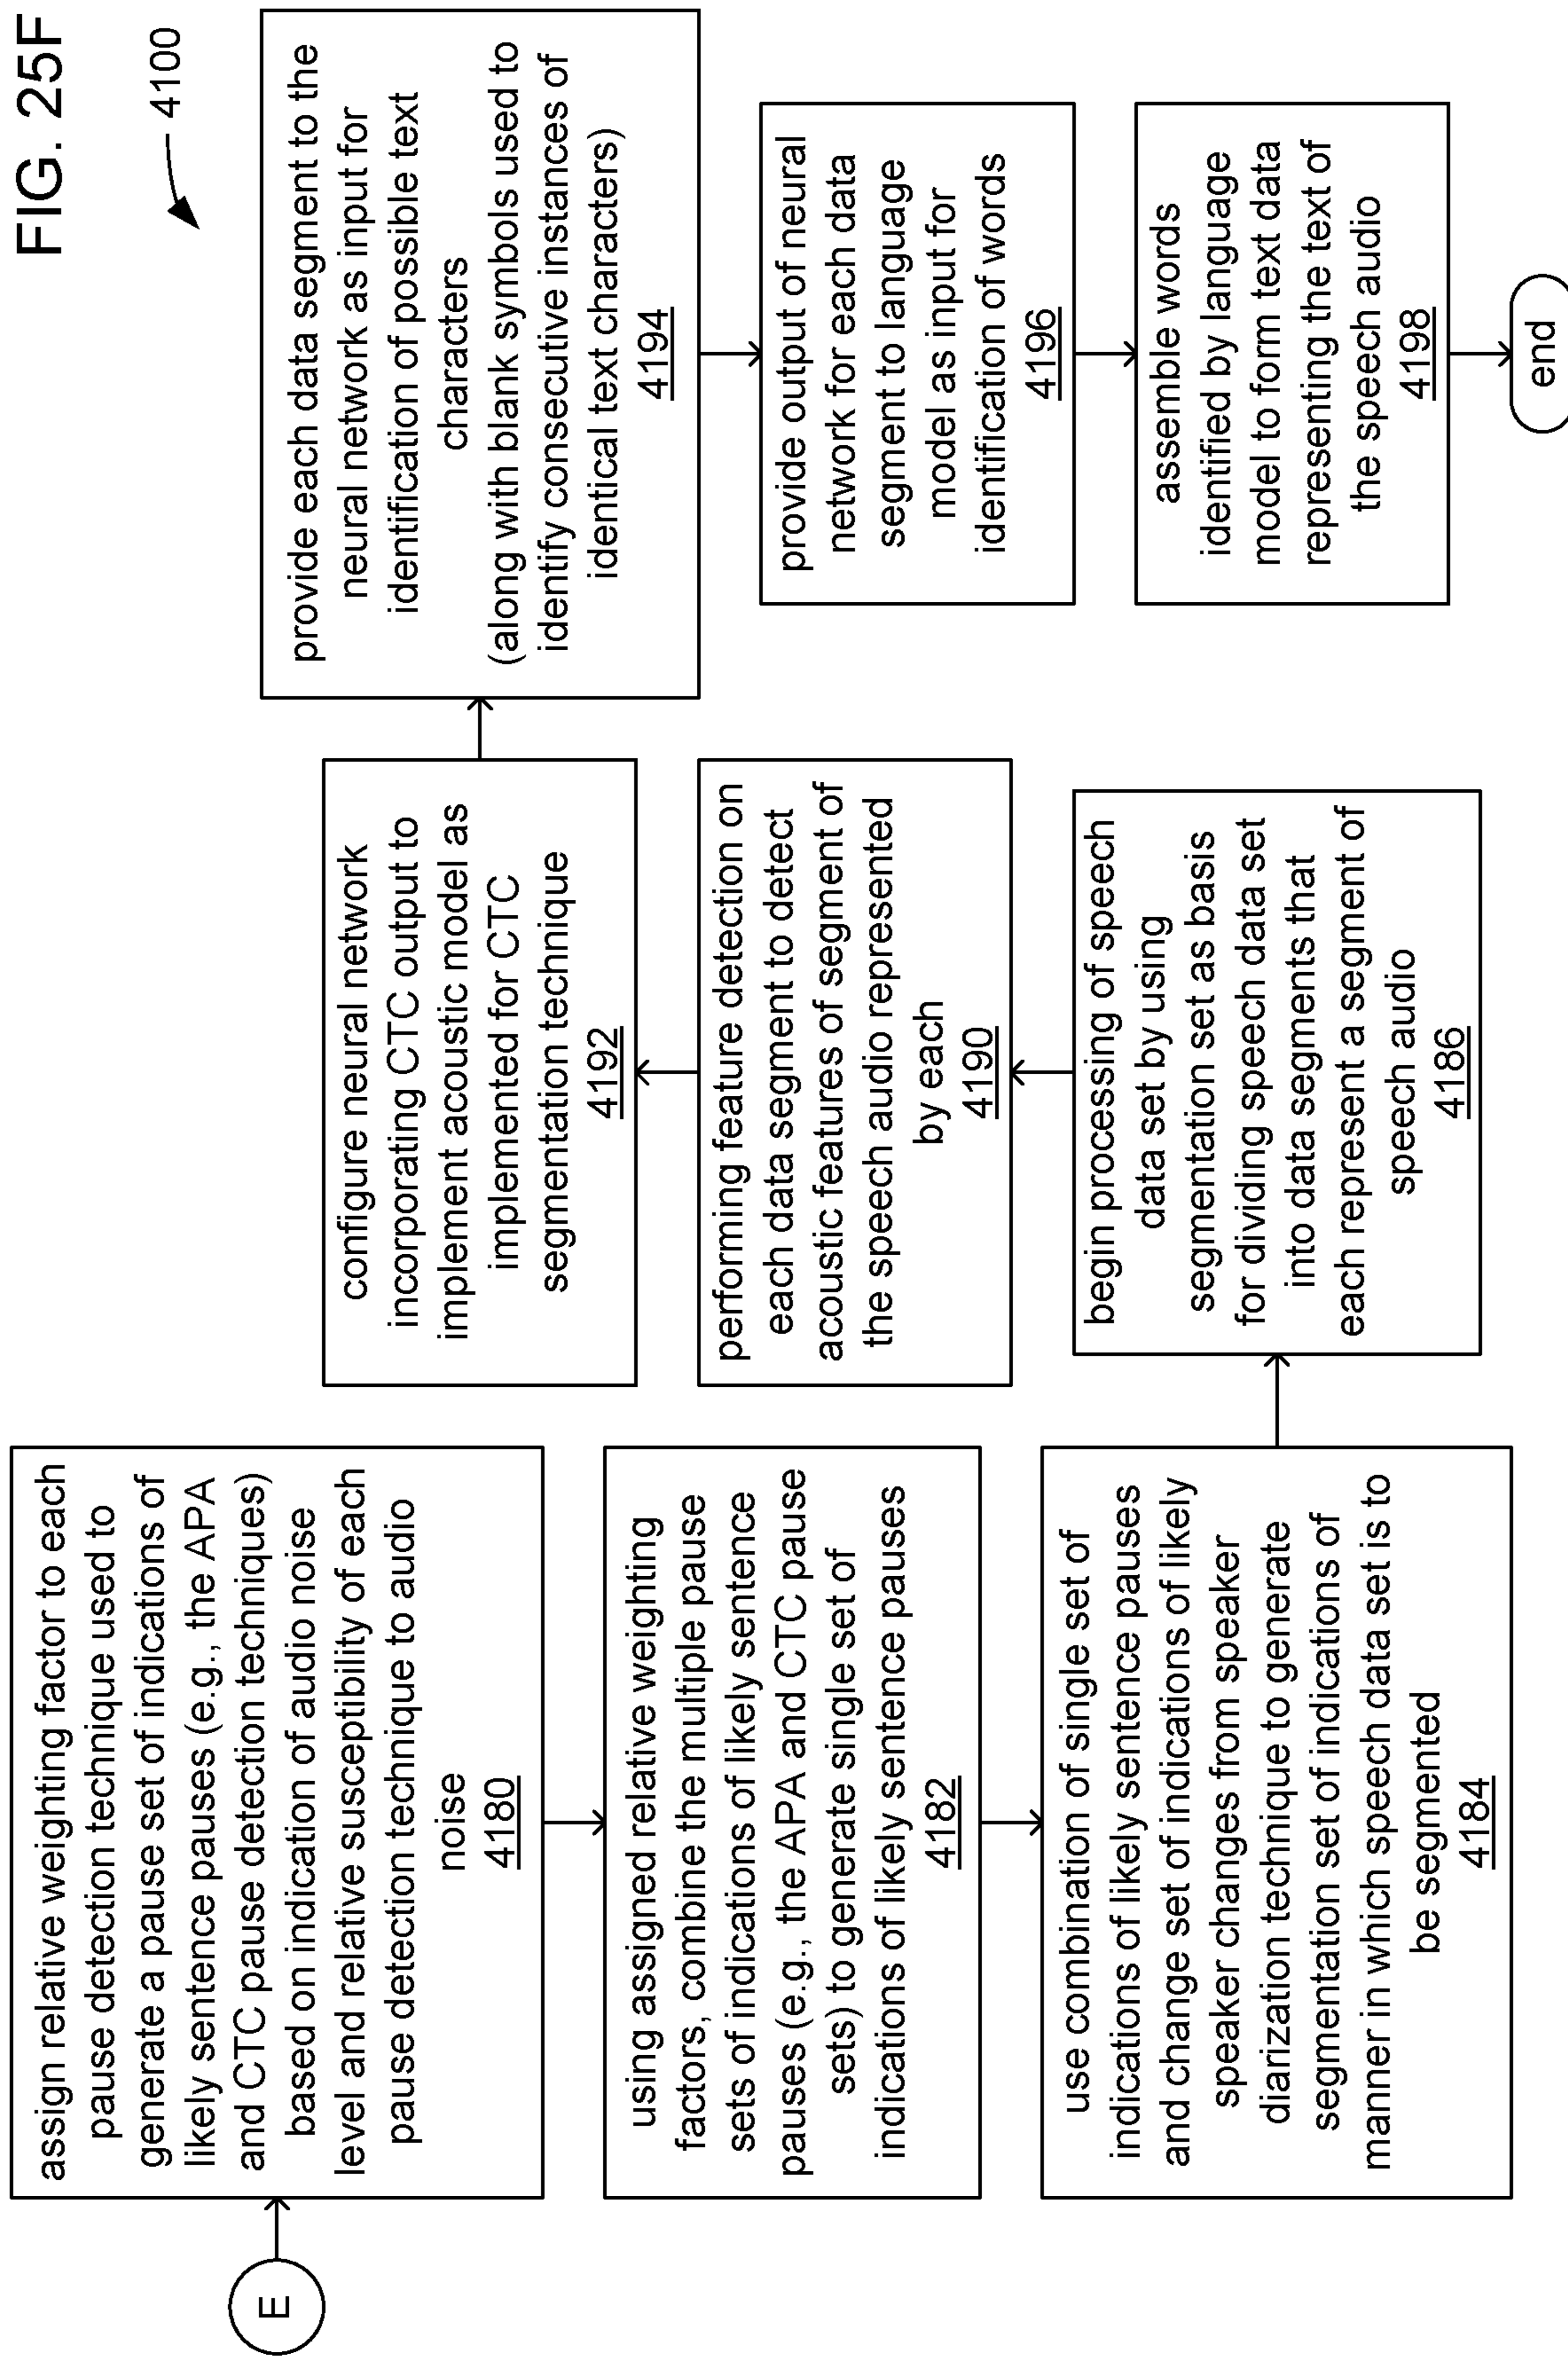 FIG. 25F
4100
E
assign relative weighting factor to each
pause detection technique used to
generate a pause set of indications of
likely sentence pauses (e.g., the APA
and CTC pause detection techniques)
based on indication of audio noise
level and relative susceptibility of each
pause detection technique to audio
noise
4180
using assigned relative weighting
factors, combine the multiple pause
sets of indications of likely sentence
pauses (e.g., the APA and CTC pause
sets) to generate single set of
indications of likely sentence pauses
4182
use combination of single set of
indications of likely sentence pauses
and change set of indications of likely
speaker changes from speaker
diarization technique to generate
segmentation set of indications of
manner in which speech data set is to
be segmented
4184
begin processing of speech
data set by using
segmentation set as basis
for dividing speech data set
into data segments that
each represent a segment of
speech audio
4186
performing feature detection on
each data segment to detect
acoustic features of segment of
the speech audio represented
by each
4190
configure neural network
incorporating CTC output to
implement acoustic model as
implemented for CTC
segmentation technique
4192
provide each data segment to the
neural network as input for
identification of possible text
characters
(along with blank symbols used to
identify consecutive instances of
identical text characters)
4194
provide output of neural
network for each data
segment to language
model as input for
identification of words
4196
assemble words
identified by language
model to form text data
representing the text of
the speech audio
4198
end